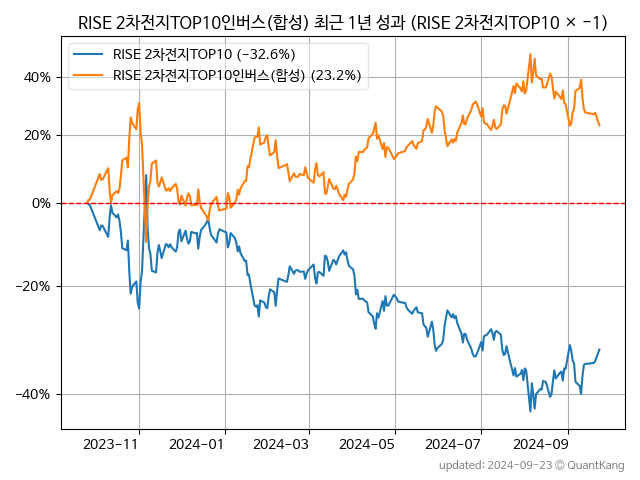 RISE 2차전지TOP10인버스(합성) 최근 1년 성과 (RISE 2차전지TOP10 × −1)
RISE 2차전지TOP10 (−32.6%)
RISE 2차전지TOP10인버스(합성) (23.2%)
40%
20%
0%
−20%
−40%
2023-11
2024-01
2024-03
2024-05
2024-07
2024-09
updated: 2024-09-23 © QuantKang